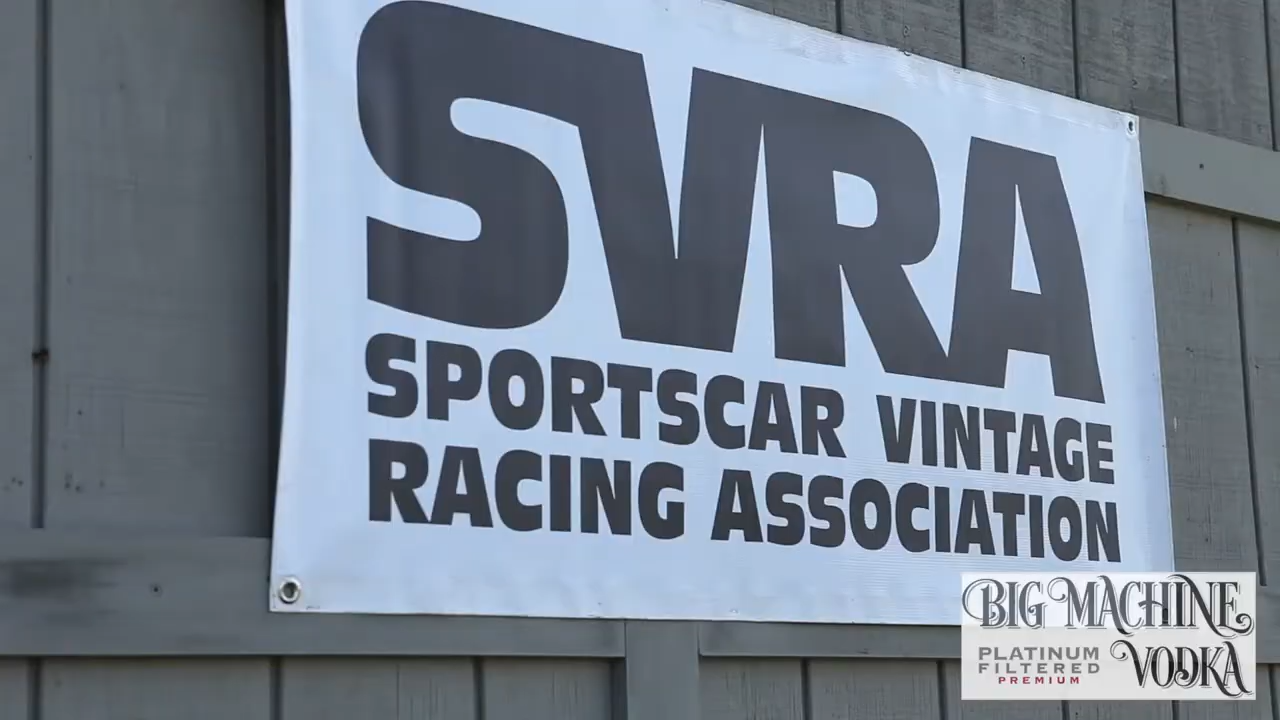 SVRA
SPORTSCAR VINTAGE
RACING ASSOCIATION
BIG MACHINE
PLATINUM
FILTERED
PREMIUM
VODKA